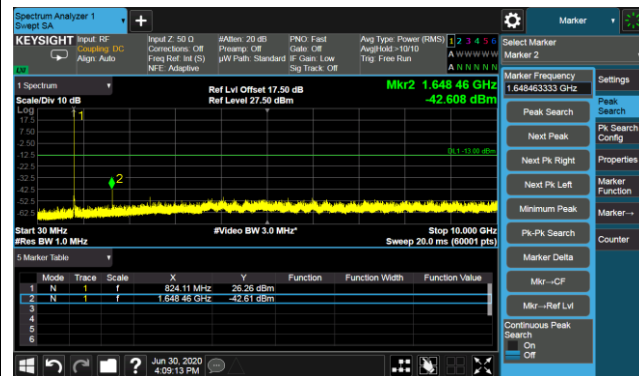 Spectrum Analyzer 1
Swept SA
Marker
KEYSIGHT
Input: RF
Coupling: DC
Align: Auto
Input Z: 50 Ω
Corrections: Off
Freq Ref: Int (S)
NFE: Adaptive
#Atten: 20 dB
Preamp: Off
µW Path: Standard
PNO: Fast
Gate: Off
IF Gain: Low
Sig Track: Off
Avg Type: Power (RMS)
Avg|Hold:>10/10
Trig: Free Run
1 2 3 4 5 6
A W W W W W
A N N N N N
Select Marker
Marker 2
Marker Frequency
1.648463333 GHz
Peak Search
Next Peak
Next Pk Right
Next Pk Left
Minimum Peak
Pk-Pk Search
Marker Delta
Mkr→CF
Mkr→Ref Lvl
Continuous Peak Search
On
Off
Settings
Peak Search
Pk Search Config
Properties
Marker Function
Marker→
Counter
1 Spectrum
Scale/Div 10 dB
Ref Lvl Offset 17.50 dB
Ref Level 27.50 dBm
Mkr2 1.648 46 GHz
-42.608 dBm
Log
17.5
7.50
-2.50
-12.5
-22.5
-32.5
-42.5
-52.5
-62.5
1
2
DL1 -13.00 dBm
Start 30 MHz
#Res BW 1.0 MHz
#Video BW 3.0 MHz*
Stop 10.000 GHz
Sweep 20.0 ms (60001 pts)
5 Marker Table
Mode Trace Scale X Y Function Function Width Function Value
1 N 1 f 824.11 MHz 26.26 dBm
2 N 1 f 1.648 46 GHz -42.61 dBm
3
4
5
6
Jun 30, 2020
4:09:13 PM